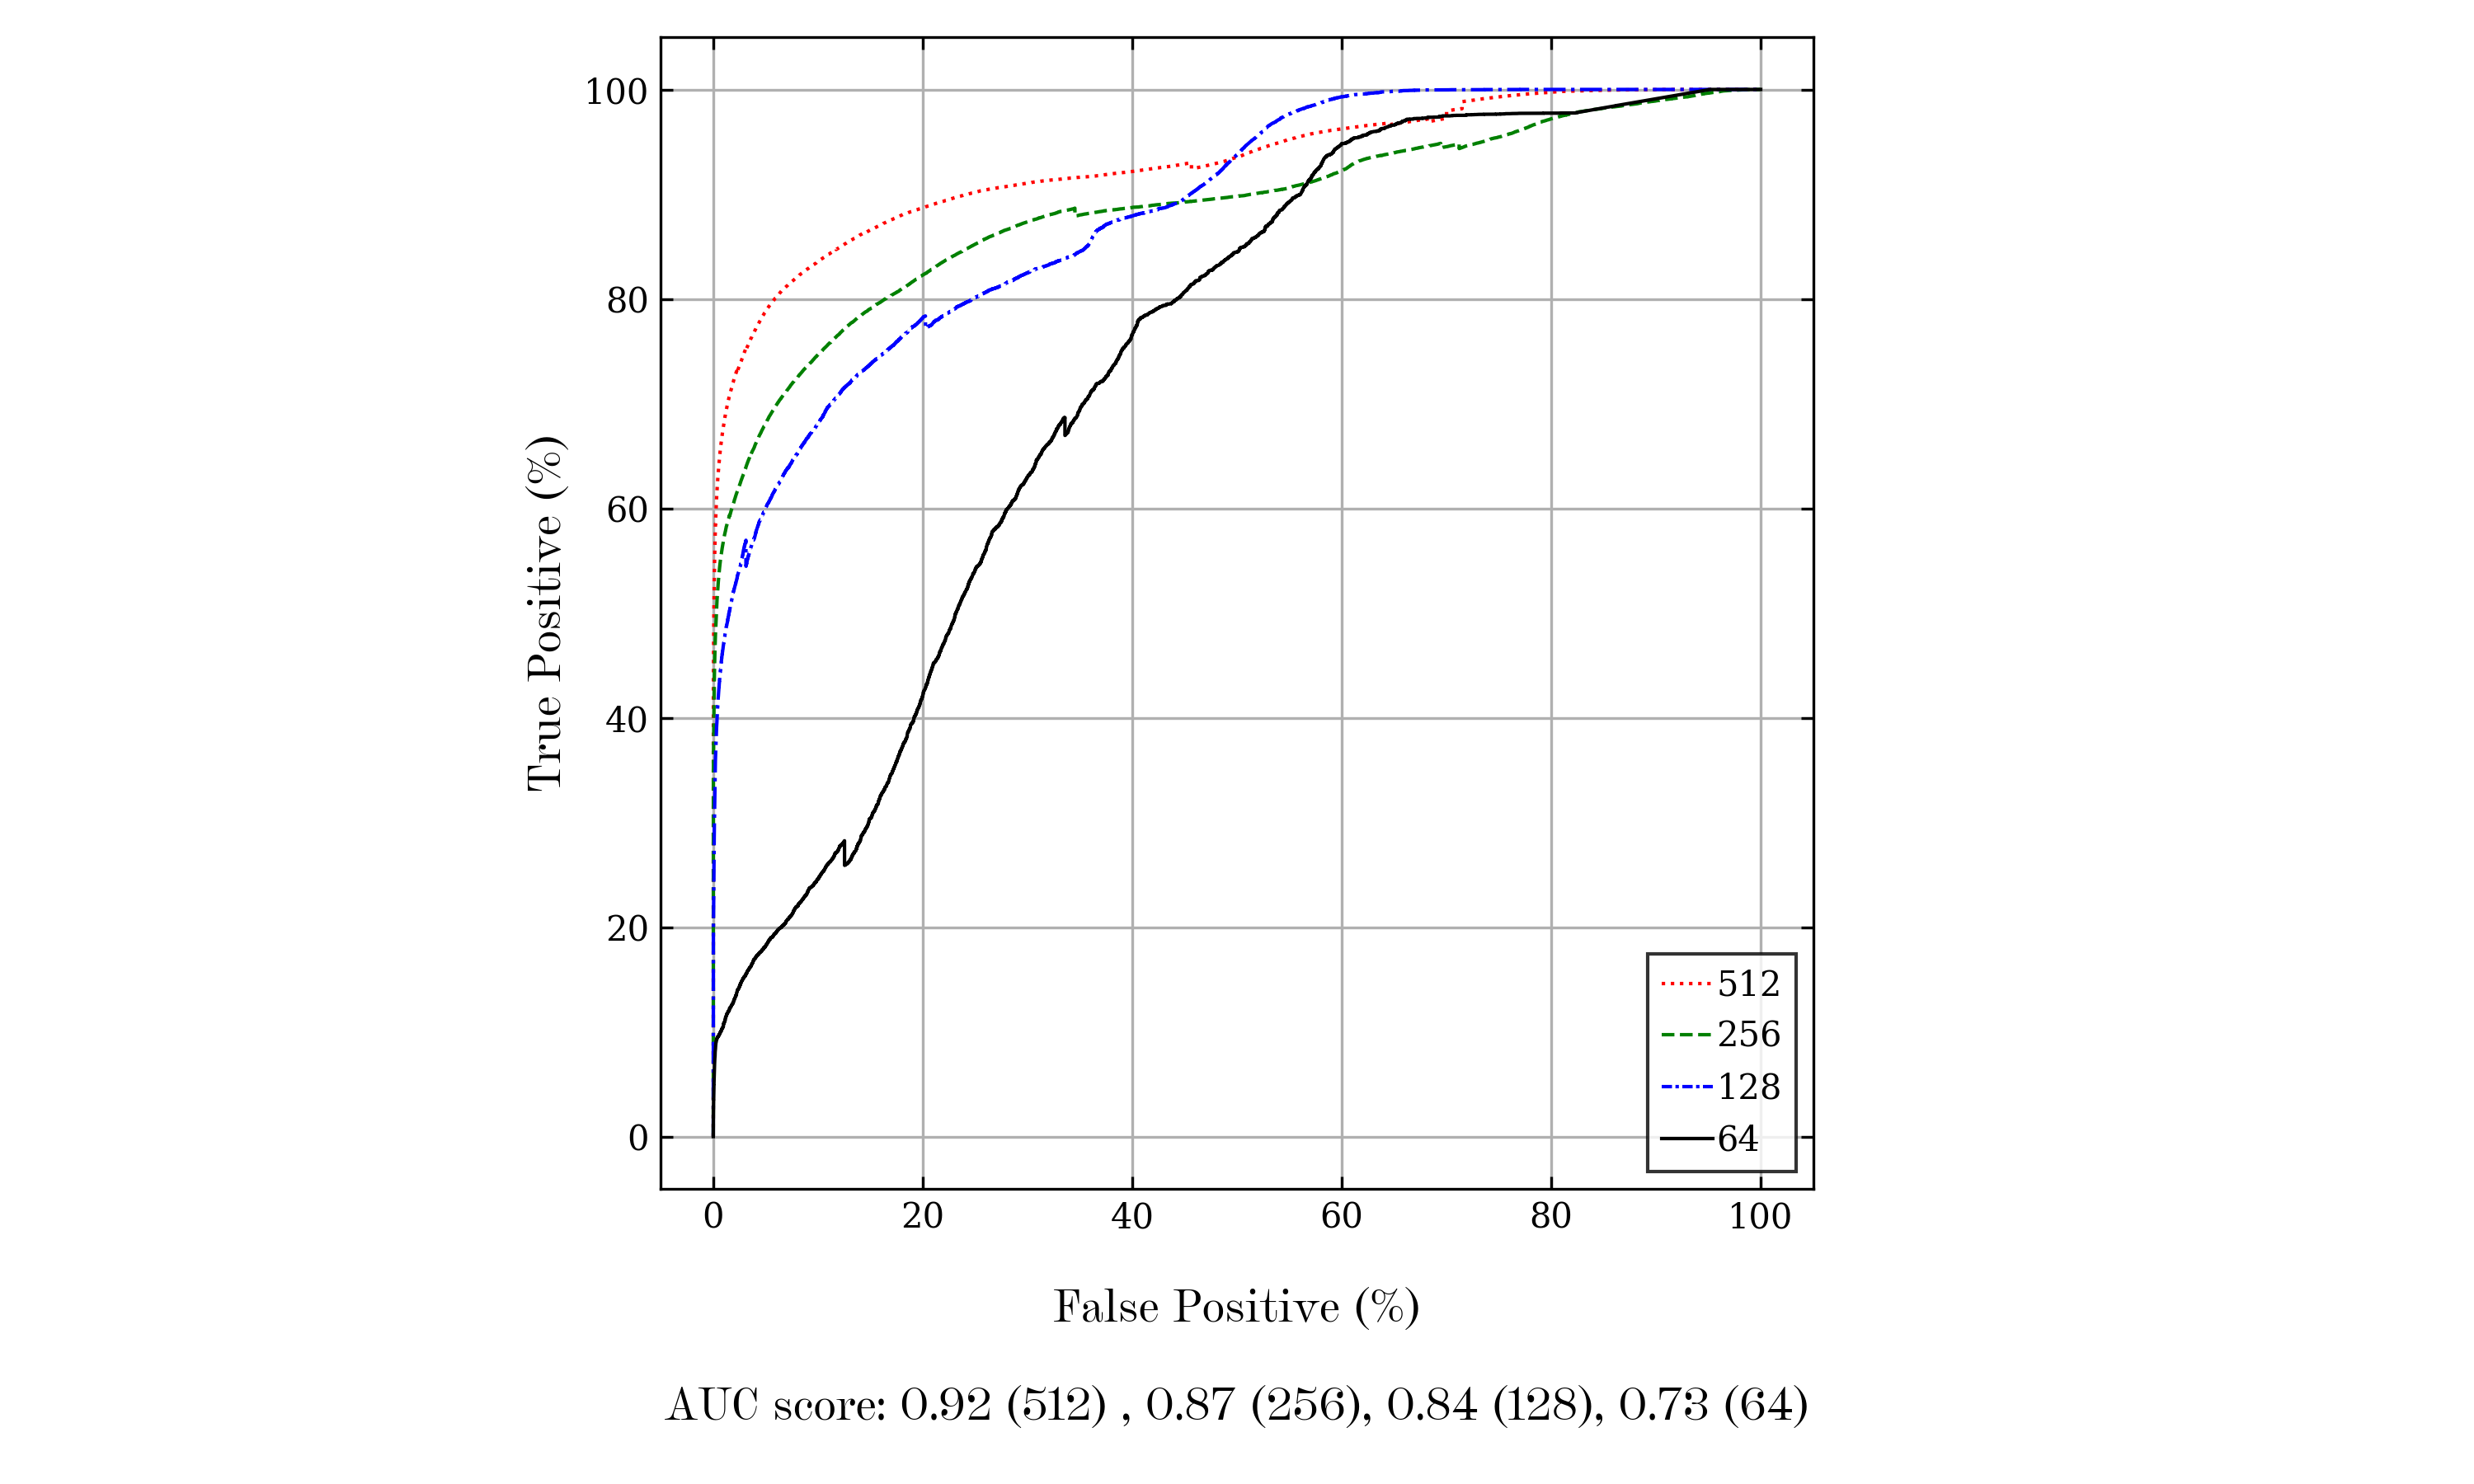 True Positive (%)
100
80
60
40
20
0
0 20 40 60 80 100
512
256
128
64
False Positive (%)
AUC score: 0.92 (512) , 0.87 (256), 0.84 (128), 0.73 (64)